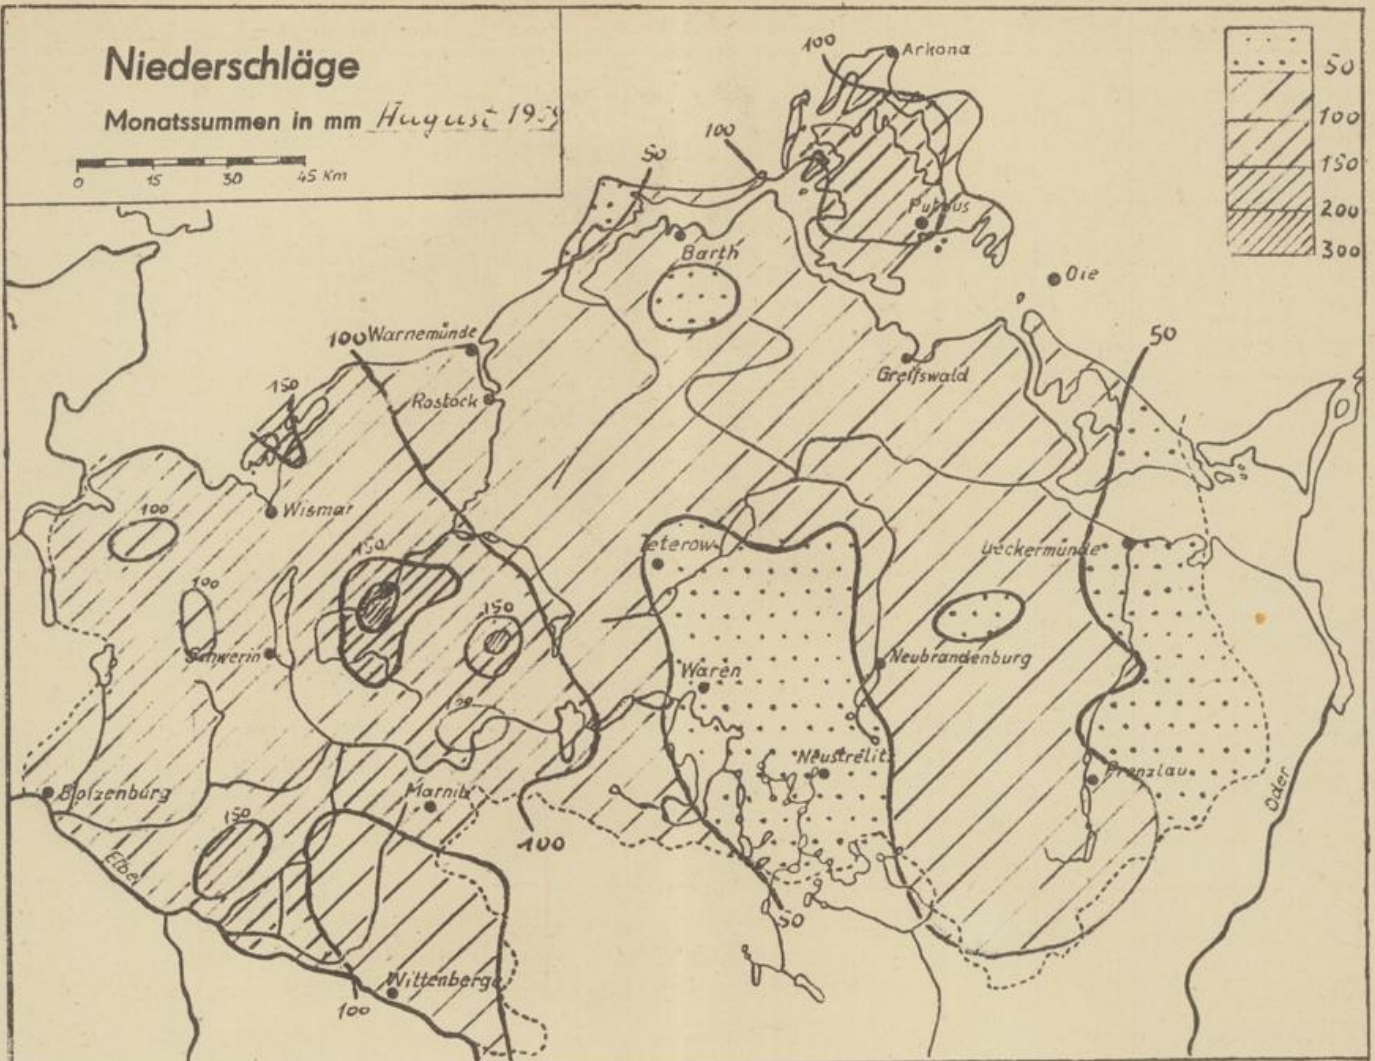 Niederschläge
Monatssummen in mm August 1959
0 15 30 45 Km
50
100
150
200
300
100
Arkona
100
50
Putbus
Barth
Oie
100
Warnemünde
50
Greifswald
150
Rostock
100
Wismar
150
Teterow
Ueckermünde
100
150
Schwerin
Neubrandenburg
Waren
Neustrelitz
Prenzlau
Oder
Boizenburg
Marnitz
150
100
Elbe
50
Wittenberge
100